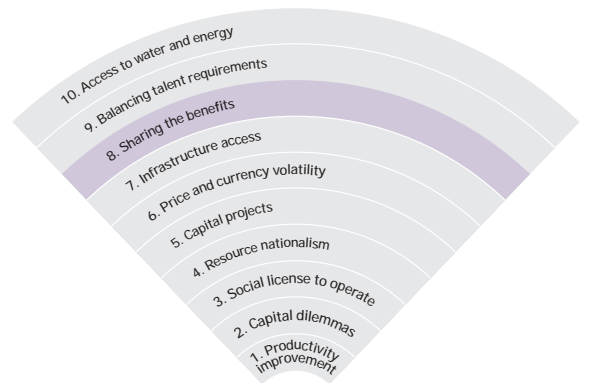 10. Access to water and energy
9. Balancing talent requirements
8. Sharing the benefits
7. Infrastructure access
6. Price and currency volatility
5. Capital projects
4. Resource nationalism
3. Social license to operate
2. Capital dilemmas
1. Productivity
improvement